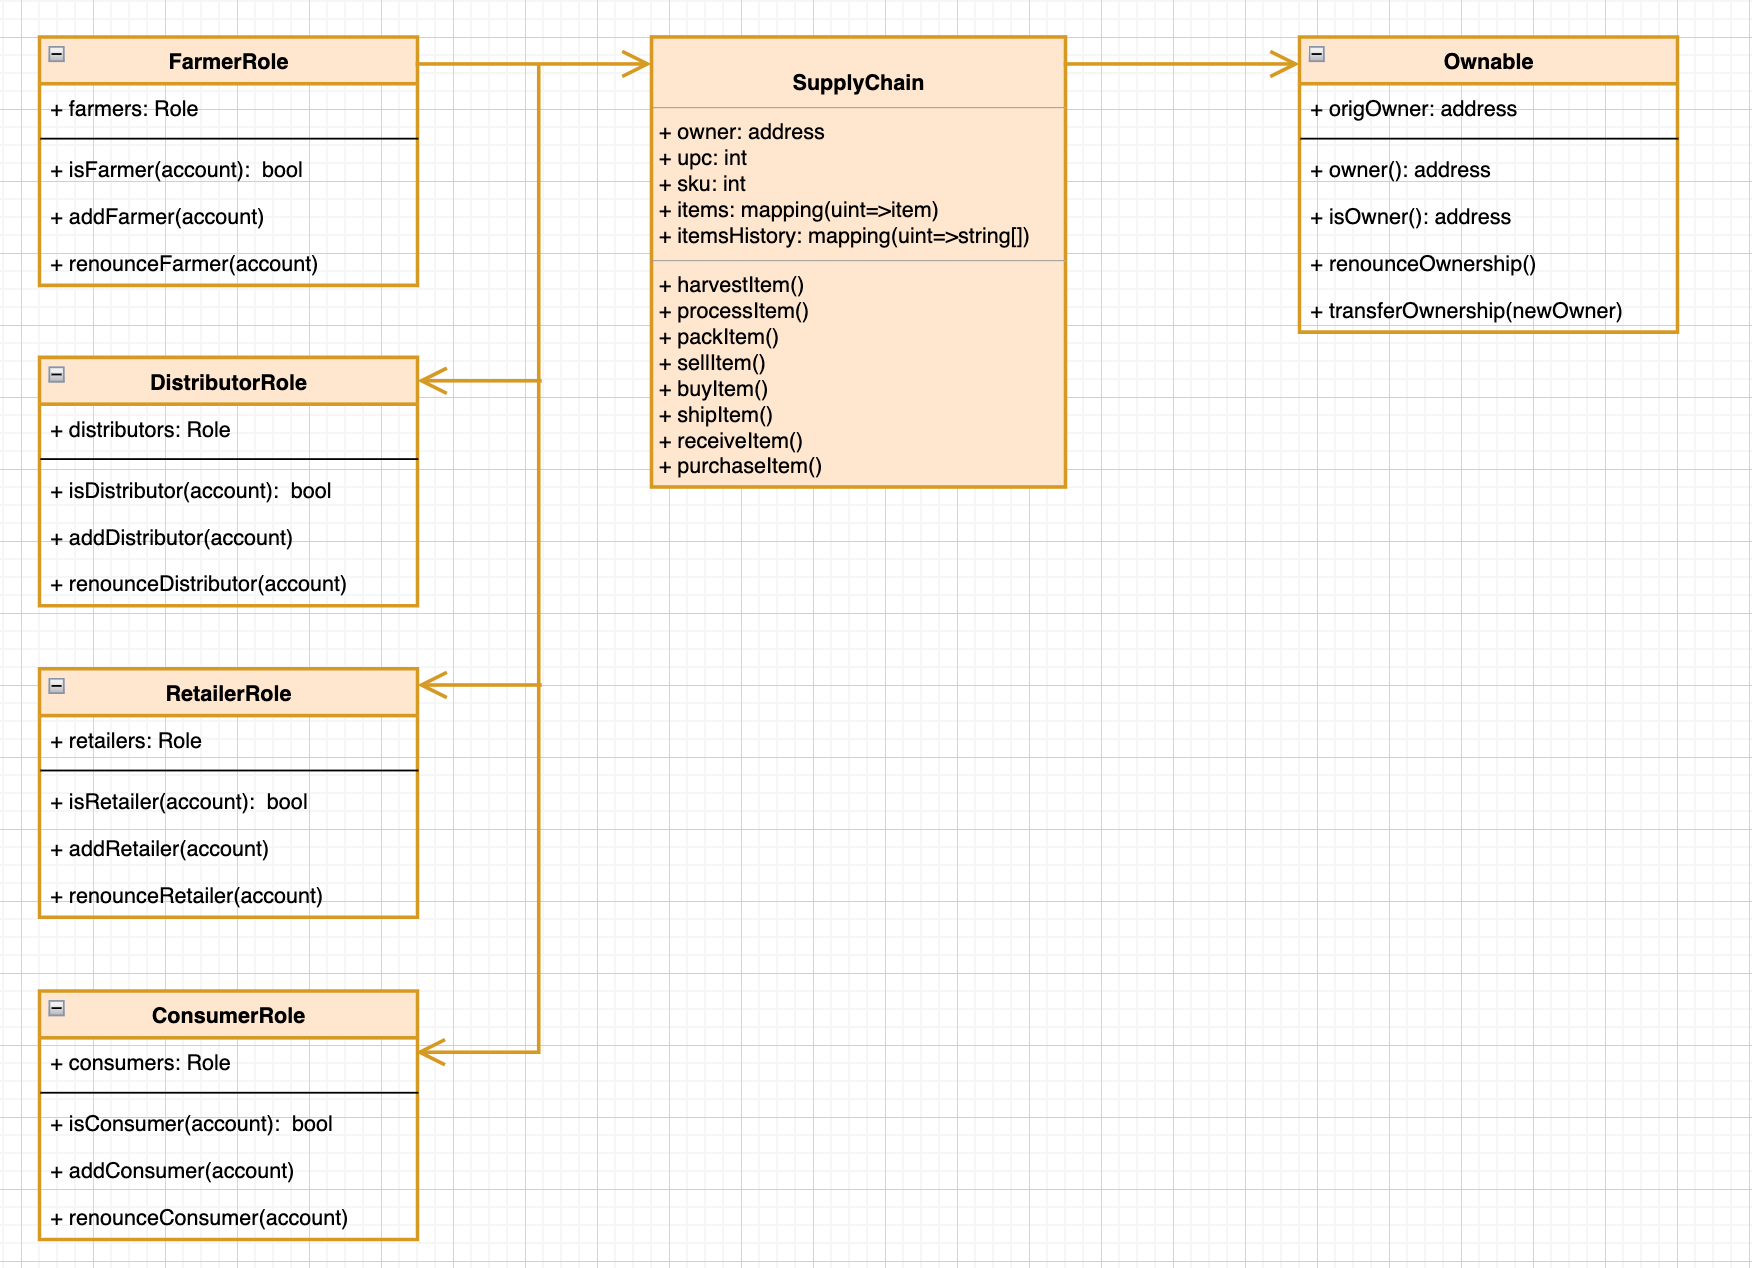 FarmerRole
+ farmers: Role
+ isFarmer(account):  bool
+ addFarmer(account)
+ renounceFarmer(account)
DistributorRole
+ distributors: Role
+ isDistributor(account):  bool
+ addDistributor(account)
+ renounceDistributor(account)
RetailerRole
+ retailers: Role
+ isRetailer(account):  bool
+ addRetailer(account)
+ renounceRetailer(account)
ConsumerRole
+ consumers: Role
+ isConsumer(account):  bool
+ addConsumer(account)
+ renounceConsumer(account)
SupplyChain
+ owner: address
+ upc: int
+ sku: int
+ items: mapping(uint=>item)
+ itemsHistory: mapping(uint=>string[])
+ harvestItem()
+ processItem()
+ packItem()
+ sellItem()
+ buyItem()
+ shipItem()
+ receiveItem()
+ purchaseItem()
Ownable
+ origOwner: address
+ owner(): address
+ isOwner(): address
+ renounceOwnership()
+ transferOwnership(newOwner)